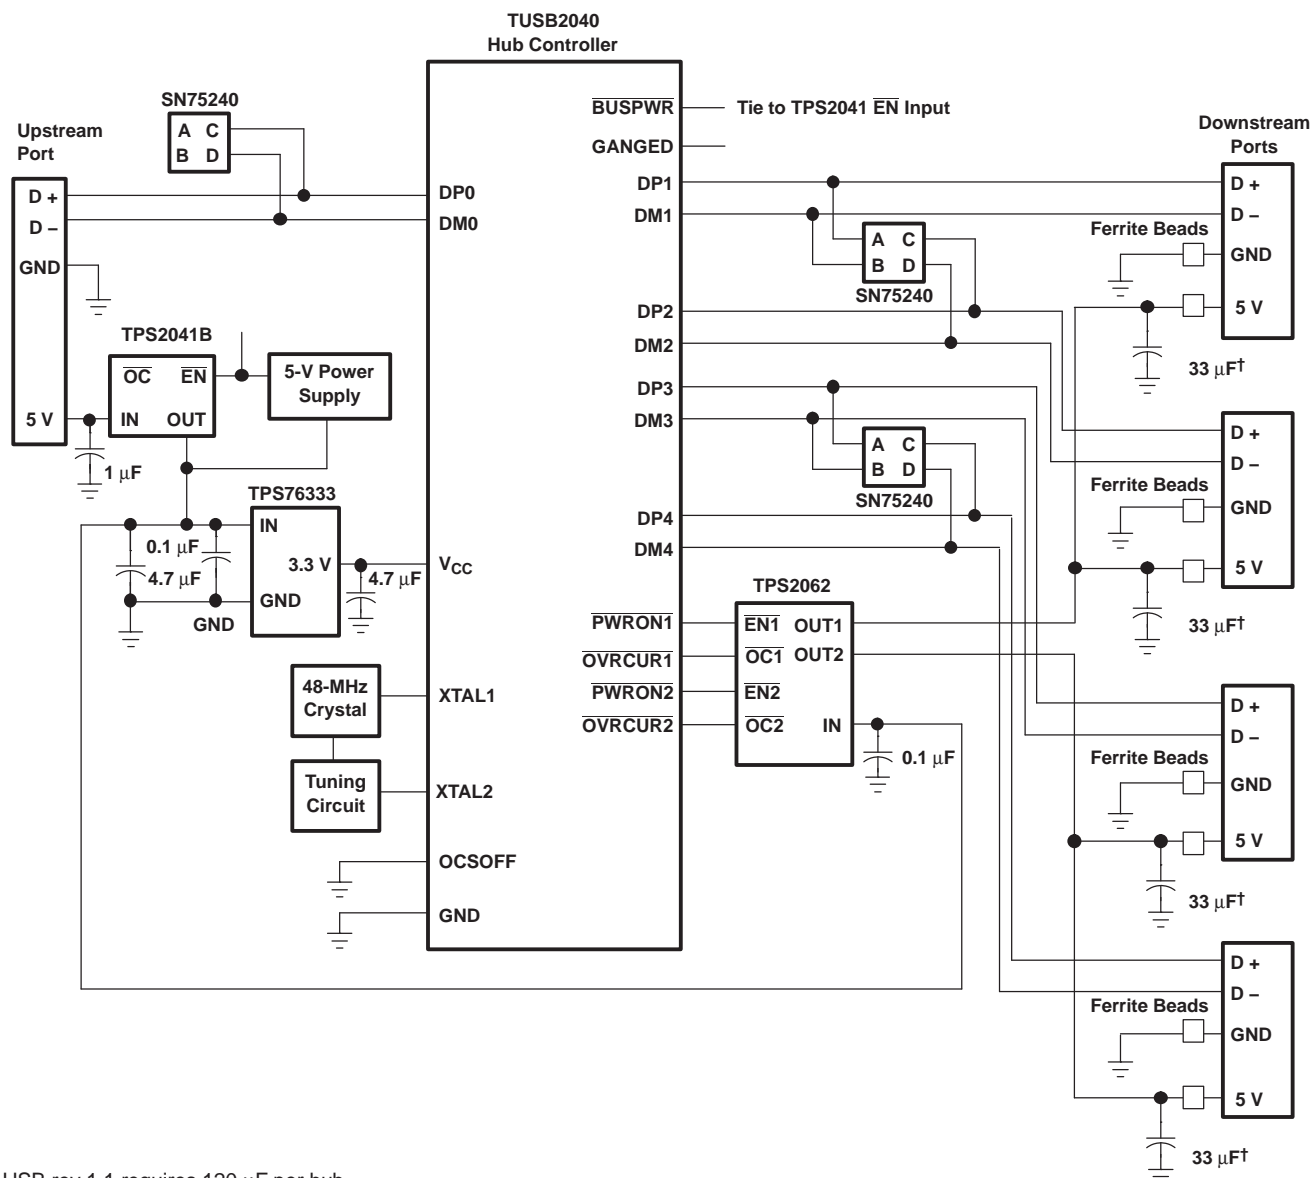 TUSB2040
Hub Controller
SN75240
A C
B D
Upstream
Port
D +
D –
GND
5 V
DP0
DM0
BUSPWR
Tie to TPS2041 EN Input
GANGED
DP1
DM1
A C
B D
SN75240
DP2
DM2
DP3
DM3
A C
B D
SN75240
DP4
DM4
Downstream
Ports
D +
D –
Ferrite Beads
GND
5 V
33 μF†
D +
D –
Ferrite Beads
GND
5 V
33 μF†
TPS2041B
OC EN
IN OUT
5-V Power
Supply
1 μF
TPS76333
IN
0.1 μF
4.7 μF
3.3 V
GND
GND
4.7 μF
VCC
TPS2062
PWRON1
EN1 OUT1
OVRCUR1
OC1 OUT2
PWRON2
EN2
OVRCUR2
OC2 IN
0.1 μF
48-MHz
Crystal
XTAL1
Tuning
Circuit
XTAL2
OCSOFF
GND
D +
D –
Ferrite Beads
GND
5 V
33 μF†
D +
D –
Ferrite Beads
GND
5 V
33 μF†